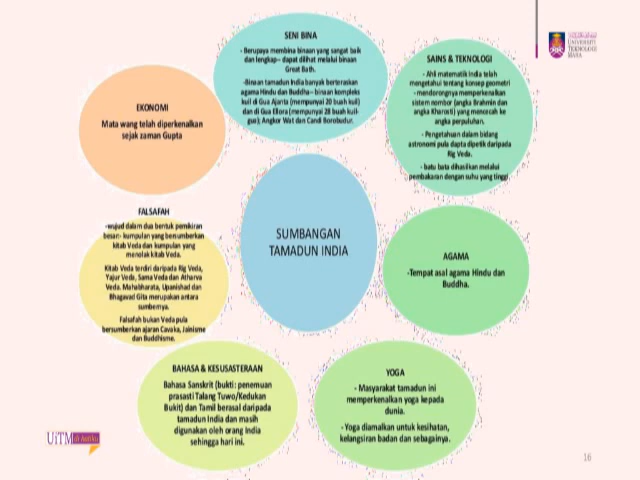 SENI BINA
- Berupaya membina binaan yang sangat baik
dan lengkap– dapat dilihat melalui binaan
Great Bath.
-Binaan tamadun India banyak berteraskan
agama Hindu dan Buddha– binaan kompleks
kuil di Gua Ajanta (mempunyai 20 buah kuil)
dan di Gua Ellora (mempunyai 28 buah kuil-
gua); Angkor Wat dan Candi Borobudur.
SAINS & TEKNOLOGI
- Ahli matematik India telah
mengetahui tentang konsep geometri
- mendorongnya memperkenalkan
sistem nombor (angka Brahmin dan
angka Kharosti) yang mencecah ke
angka perpuluhan.
- Pengetahuan dalam bidang
astronomi pula dapta dipetik daripada
Rig Veda.
- batu bata dihasilkan melalui
pembakaran dengan suhu yang tinggi
EKONOMI
Mata wang telah diperkenalkan
sejak zaman Gupta
SUMBANGAN
TAMADUN INDIA
FALSAFAH
-wujud dalam dua bentuk pemikiran
besar:- kumpulan yang bersumberkan
kitab Veda dan kumpulan yang
menolak kitab Veda.
Kitab Veda terdiri daripada Rig Veda,
Yajur Veda, Sama Veda dan Atharva
Veda. Mahabharata, Upanishad dan
Bhagavad Gita merupakan antara
sumbernya.
Falsafah bukan Veda pula
bersumberkan ajaran Cavaka, Jainisme
dan Buddhisme.
AGAMA
-Tempat asal agama Hindu dan
Buddha.
BAHASA & KESUSASTERAAN
Bahasa Sanskrit (bukti: penemuan
prasasti Talang Tuwo/Kedukan
Bukit) dan Tamil berasal daripada
tamadun India dan masih
digunakan oleh orang India
sehingga hari ini.
YOGA
- Masyarakat tamadun ini
memperkenalkan yoga kepada
dunia.
- Yoga diamalkan untuk kesihatan,
kelangsiran badan dan sebagainya.
UNIVERSITI
TEKNOLOGI
MARA
UiTM di hatiku
16